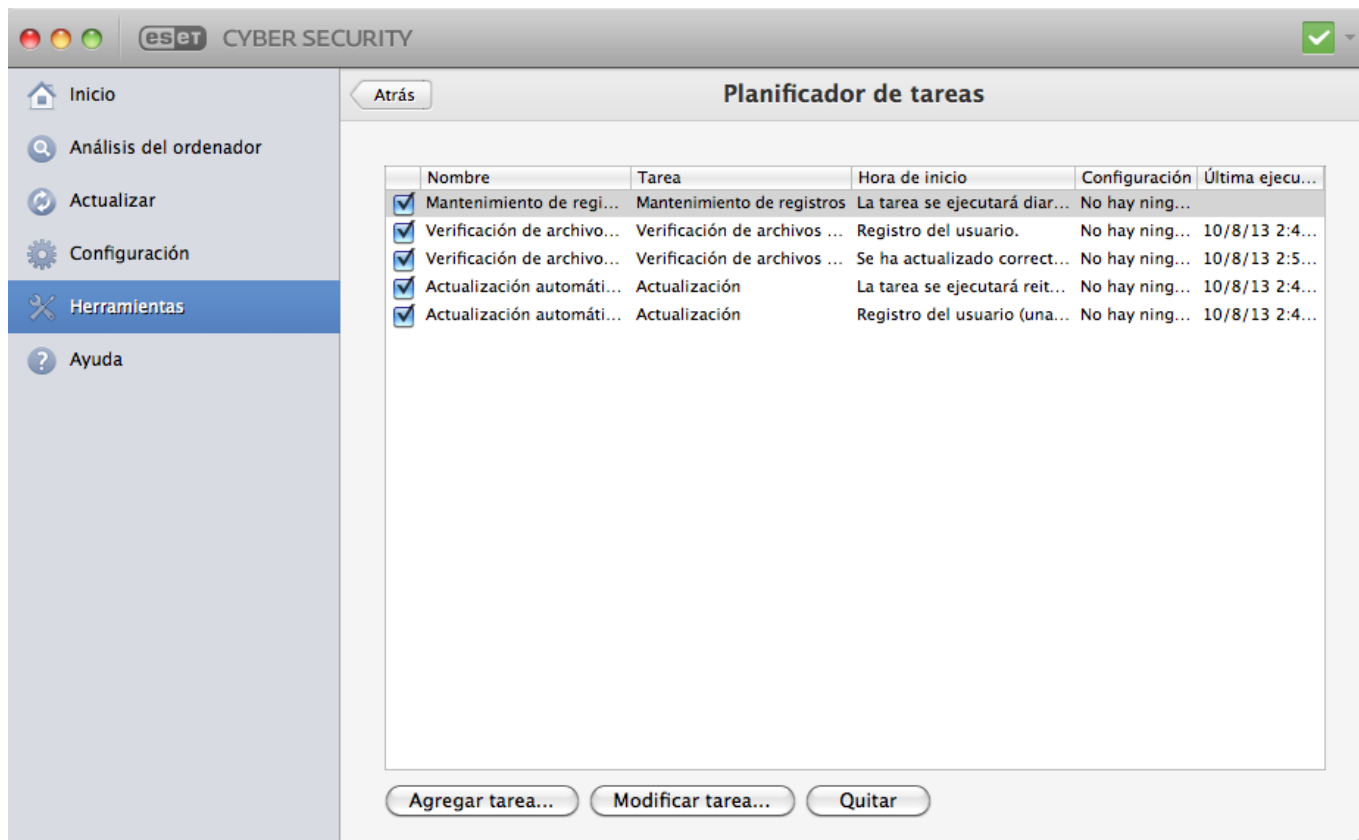 eset CYBER SECURITY
Inicio
Análisis del ordenador
Actualizar
Configuración
Herramientas
Ayuda
Atrás
Planificador de tareas
Nombre Tarea Hora de inicio Configuración Última ejecu...
Mantenimiento de regi... Mantenimiento de registros La tarea se ejecutará diar... No hay ning...
Verificación de archivo... Verificación de archivos ... Registro del usuario. No hay ning... 10/8/13 2:4...
Verificación de archivo... Verificación de archivos ... Se ha actualizado correct... No hay ning... 10/8/13 2:5...
Actualización automáti... Actualización La tarea se ejecutará reit... No hay ning... 10/8/13 2:4...
Actualización automáti... Actualización Registro del usuario (una... No hay ning... 10/8/13 2:4...
Agregar tarea... Modificar tarea... Quitar